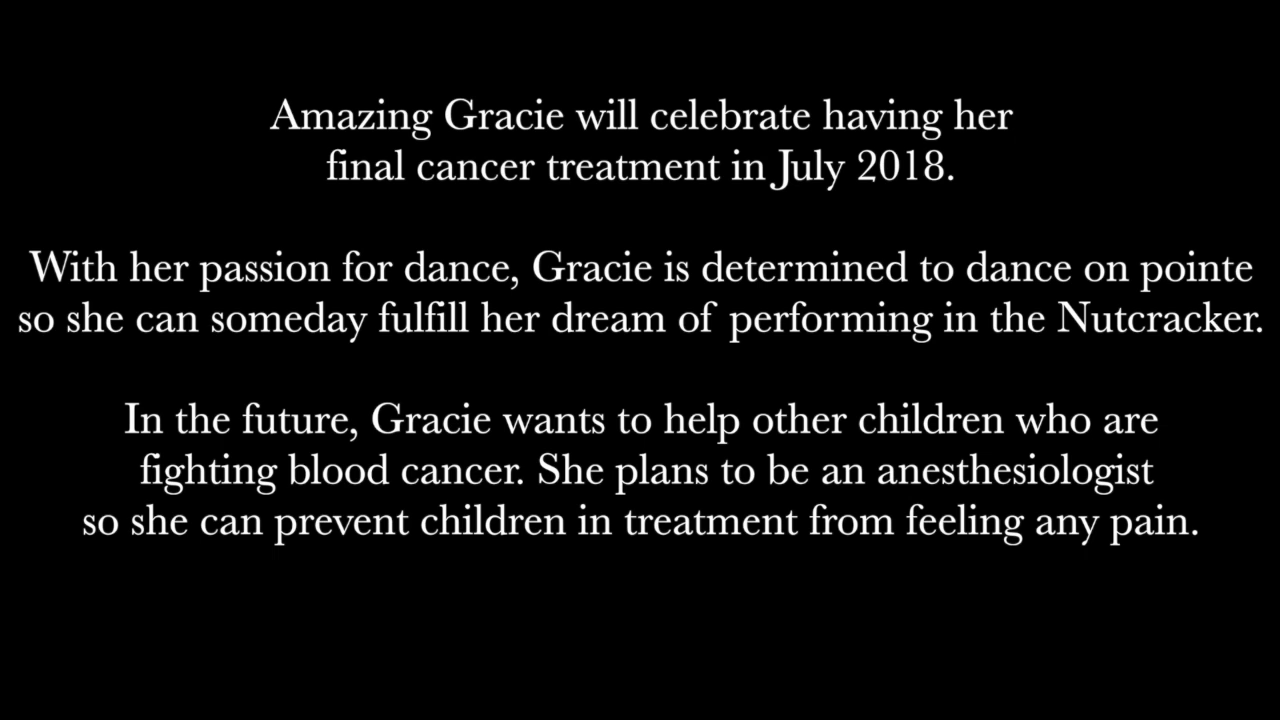 Amazing Gracie will celebrate having her
final cancer treatment in July 2018.
With her passion for dance, Gracie is determined to dance on pointe
so she can someday fulfill her dream of performing in the Nutcracker.
In the future, Gracie wants to help other children who are
fighting blood cancer. She plans to be an anesthesiologist
so she can prevent children in treatment from feeling any pain.